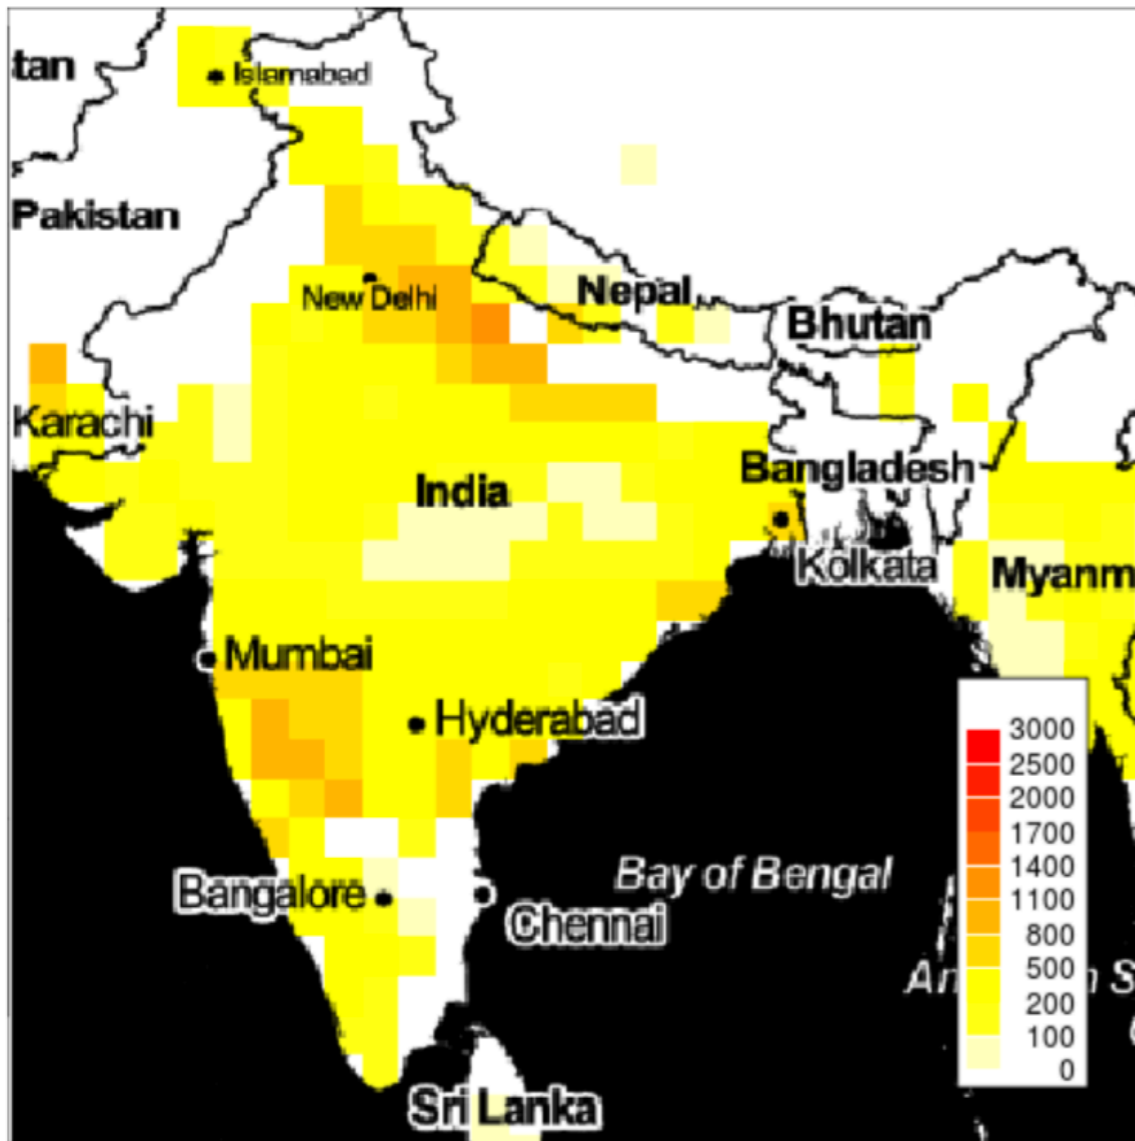 tan
Islamabad
Pakistan
New Delhi
Nepal
Bhutan
Karachi
India
Bangladesh
Kolkata
Myanm
Mumbai
Hyderabad
3000
2500
2000
1700
1400
1100
800
500
200
100
0
Bangalore
Bay of Bengal
Chennai
An
n S
Sri Lanka